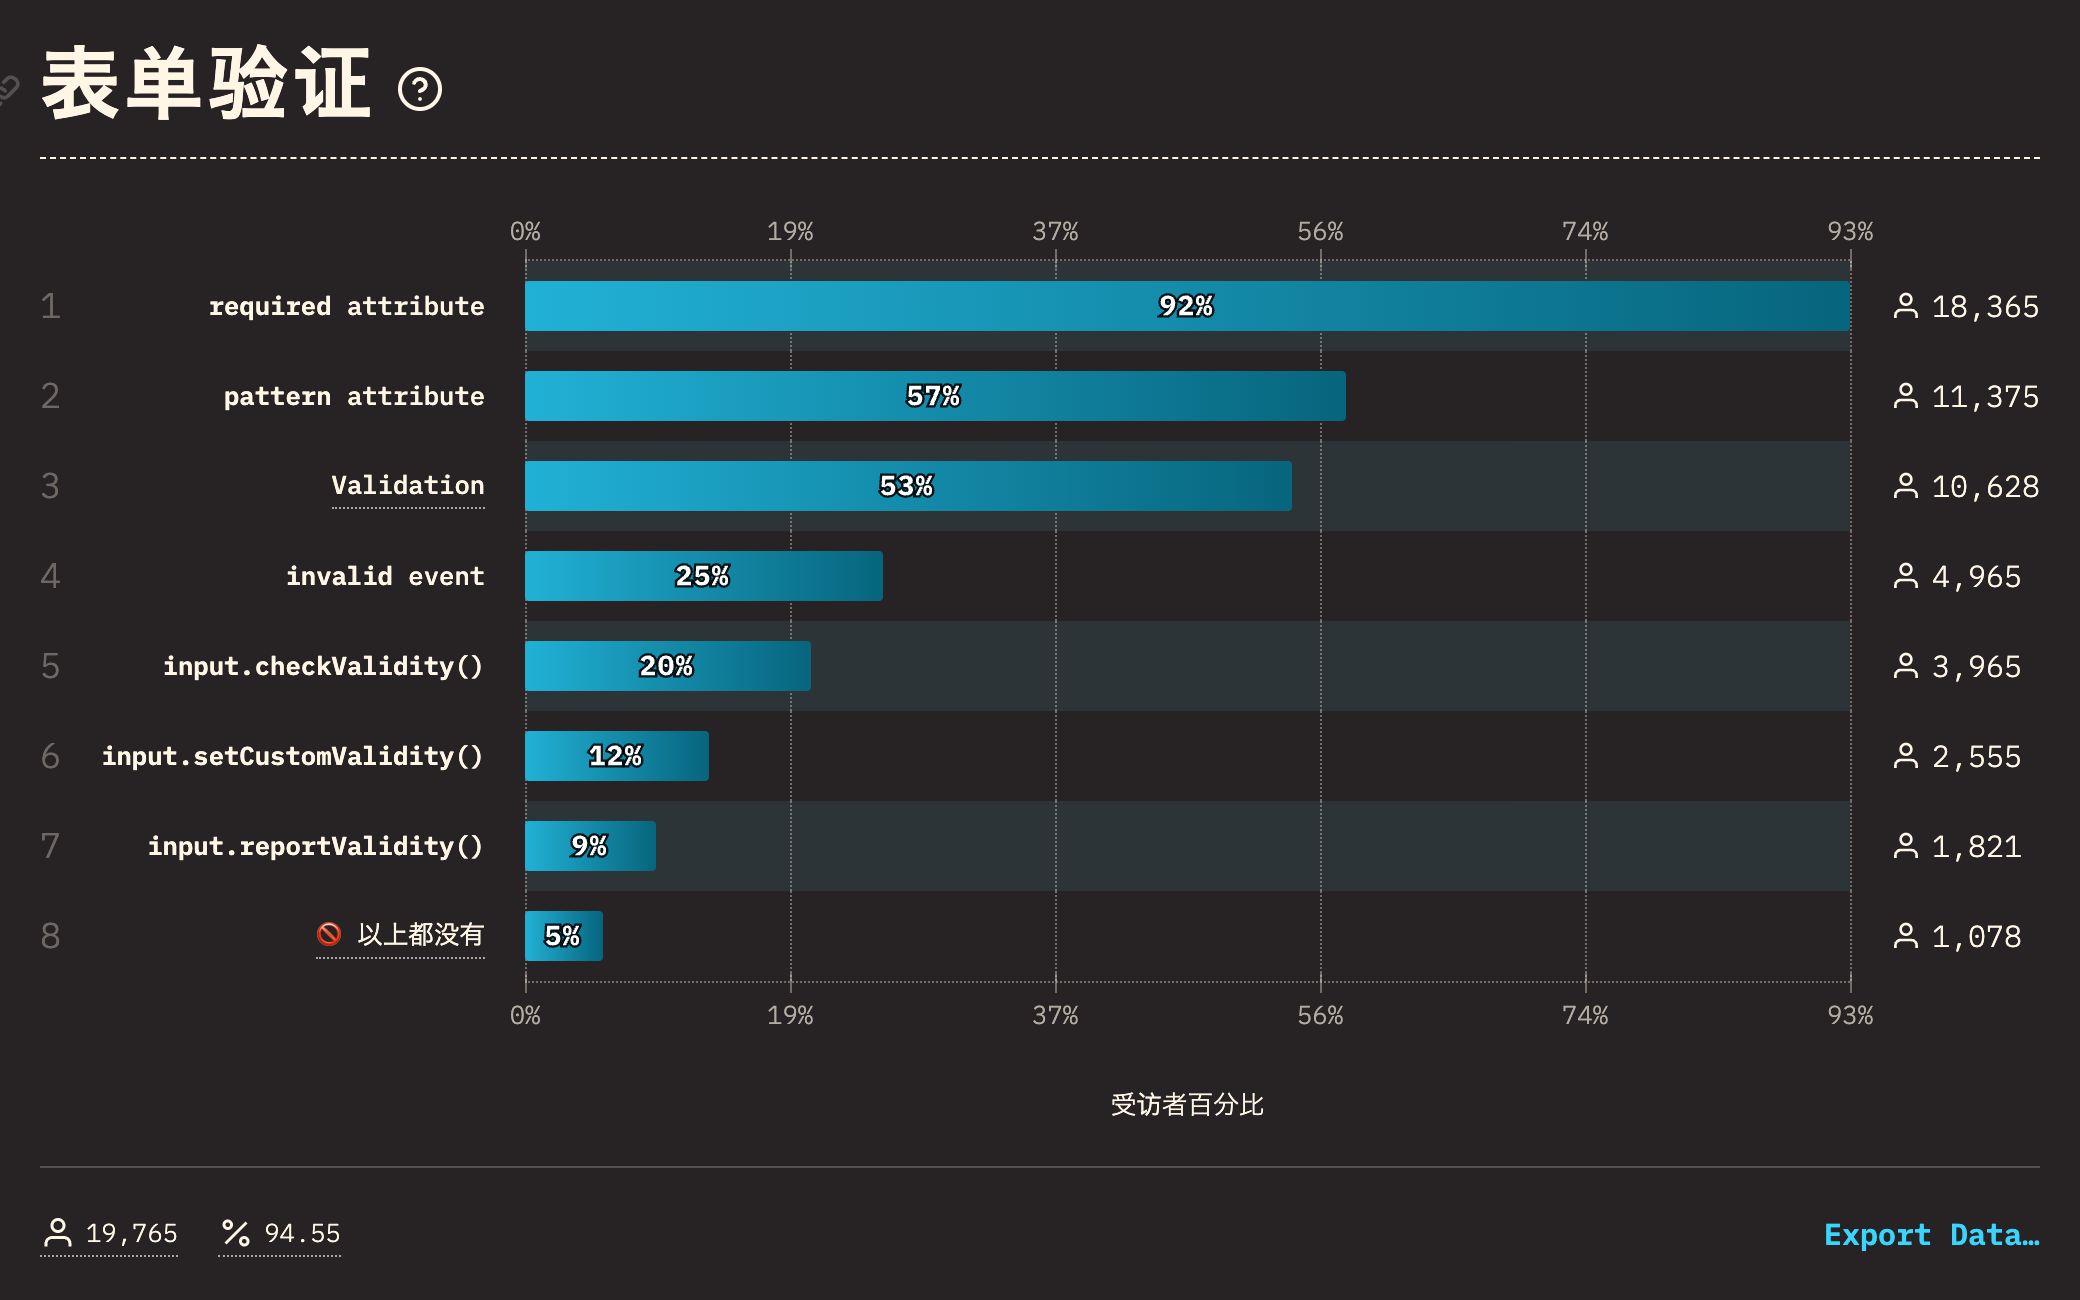 表单验证
0% 19% 37% 56% 74% 93%
1 required attribute 92% 18,365
2 pattern attribute 57% 11,375
3 Validation 53% 10,628
4 invalid event 25% 4,965
5 input.checkValidity() 20% 3,965
6 input.setCustomValidity() 12% 2,555
7 input.reportValidity() 9% 1,821
8 🚫 以上都没有 5% 1,078
0% 19% 37% 56% 74% 93%
受访者百分比
19,765 % 94.55 Export Data…